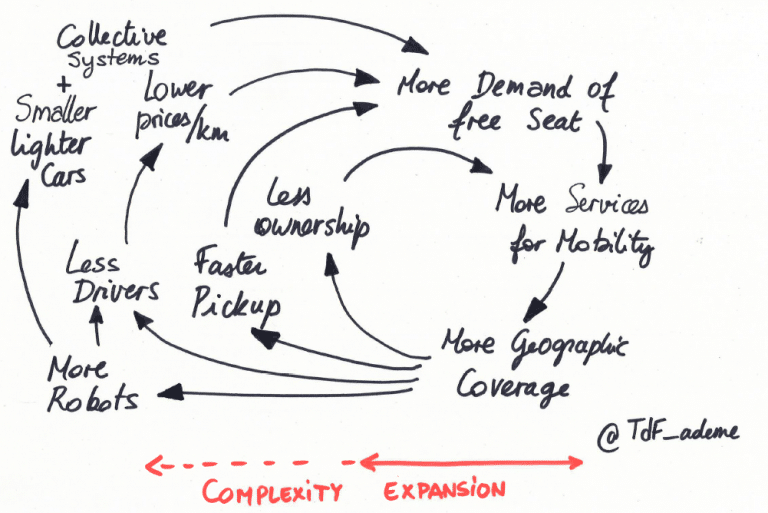 Collective
Systems
+
Smaller
lighter
Cars
Lower
prices/km
More Demand of
free Seat
Less
ownership
More Services
for Mobility
Less
Drivers
Faster
Pickup
More Geographic
Coverage
More
Robots
@TdF_ademe
COMPLEXITY EXPANSION